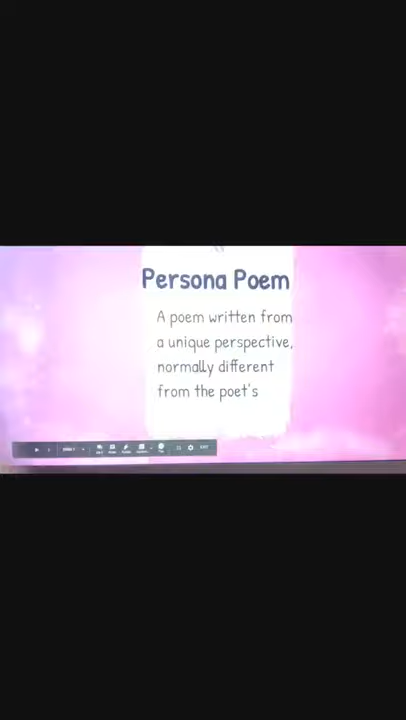 Persona Poem
A poem written from
a unique perspective,
normally different
from the poet's